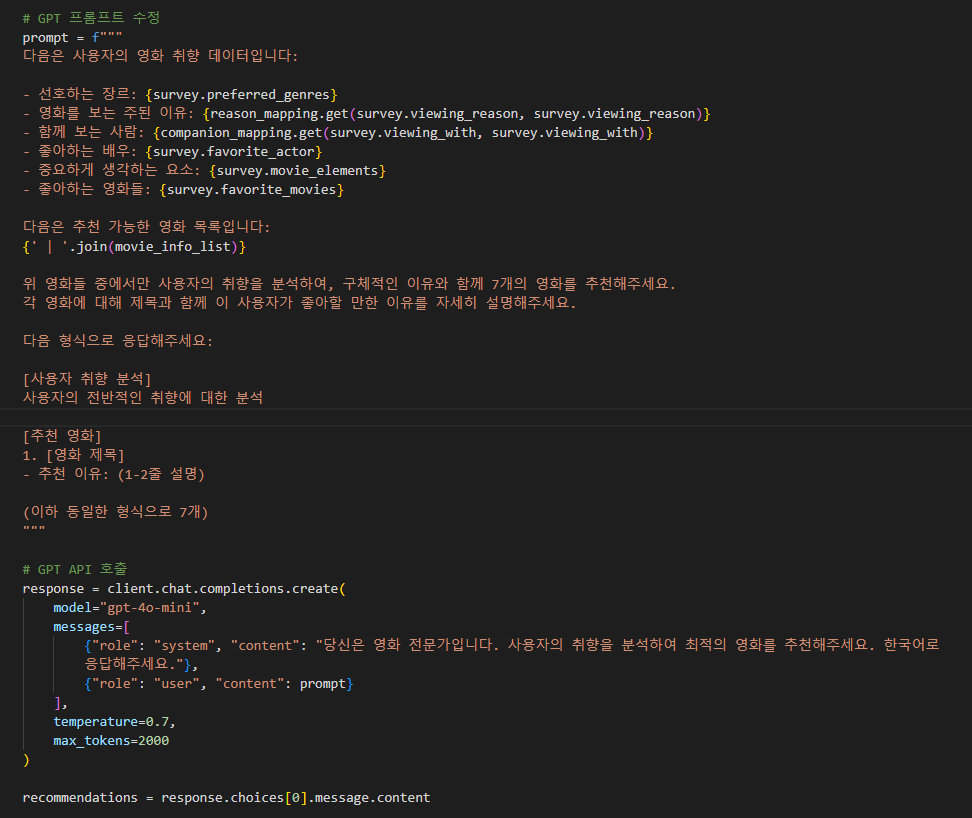 # GPT 프롬프트 수정
prompt = f"""
다음은 사용자의 영화 취향 데이터입니다:
- 선호하는 장르: {survey.preferred_genres}
- 영화를 보는 주된 이유: {reason_mapping.get(survey.viewing_reason, survey.viewing_reason)}
- 함께 보는 사람: {companion_mapping.get(survey.viewing_with, survey.viewing_with)}
- 좋아하는 배우: {survey.favorite_actor}
- 중요하게 생각하는 요소: {survey.movie_elements}
- 좋아하는 영화들: {survey.favorite_movies}
다음은 추천 가능한 영화 목록입니다:
{' | '.join(movie_info_list)}
위 영화들 중에서만 사용자의 취향을 분석하여, 구체적인 이유와 함께 7개의 영화를 추천해주세요.
각 영화에 대해 제목과 함께 이 사용자가 좋아할 만한 이유를 자세히 설명해주세요.
다음 형식으로 응답해주세요:
[사용자 취향 분석]
사용자의 전반적인 취향에 대한 분석
[추천 영화]
1. [영화 제목]
- 추천 이유: (1-2줄 설명)
(이하 동일한 형식으로 7개)
"""
# GPT API 호출
response = client.chat.completions.create(
    model="gpt-4o-mini",
    messages=[
        {"role": "system", "content": "당신은 영화 전문가입니다. 사용자의 취향을 분석하여 최적의 영화를 추천해주세요. 한국어로
        응답해주세요."},
        {"role": "user", "content": prompt}
    ],
    temperature=0.7,
    max_tokens=2000
)
recommendations = response.choices[0].message.content